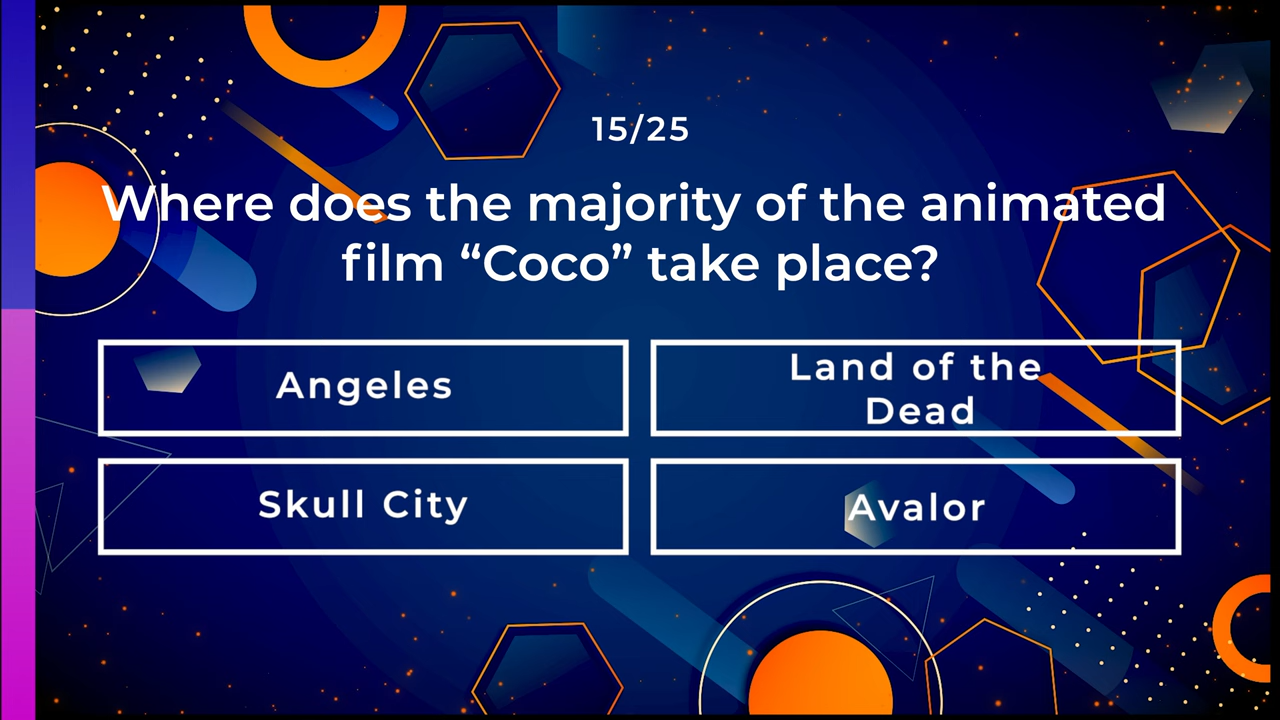 15/25
Where does the majority of the animated
film “Coco” take place?
Angeles
Land of the
Dead
Skull City
Avalor